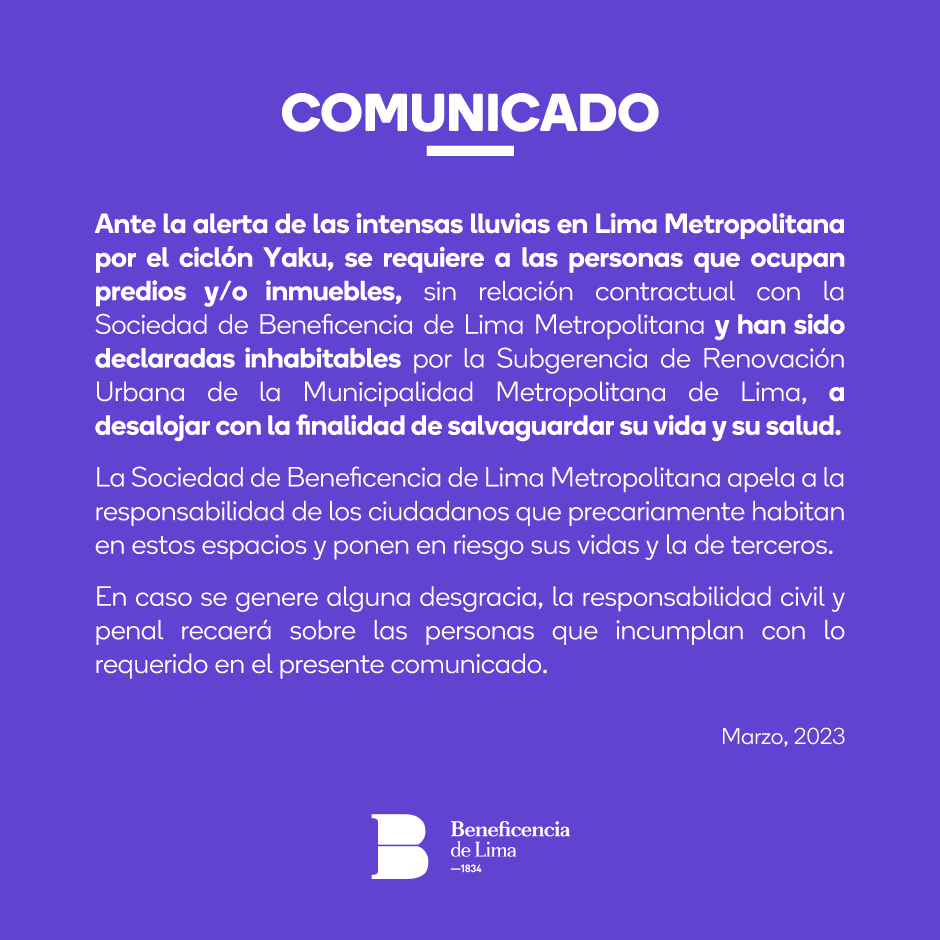 COMUNICADO
Ante la alerta de las intensas lluvias en Lima Metropolitana
por el ciclón Yaku, se requiere a las personas que ocupan
predios y/o inmuebles, sin relación contractual con la
Sociedad de Beneficencia de Lima Metropolitana y han sido
declaradas inhabitables por la Subgerencia de Renovación
Urbana de la Municipalidad Metropolitana de Lima, a
desalojar con la finalidad de salvaguardar su vida y su salud.
La Sociedad de Beneficencia de Lima Metropolitana apela a la
responsabilidad de los ciudadanos que precariamente habitan
en estos espacios y ponen en riesgo sus vidas y la de terceros.
En caso se genere alguna desgracia, la responsabilidad civil y
penal recaerá sobre las personas que incumplan con lo
requerido en el presente comunicado.
Marzo, 2023
B
Beneficencia
de Lima
—1834